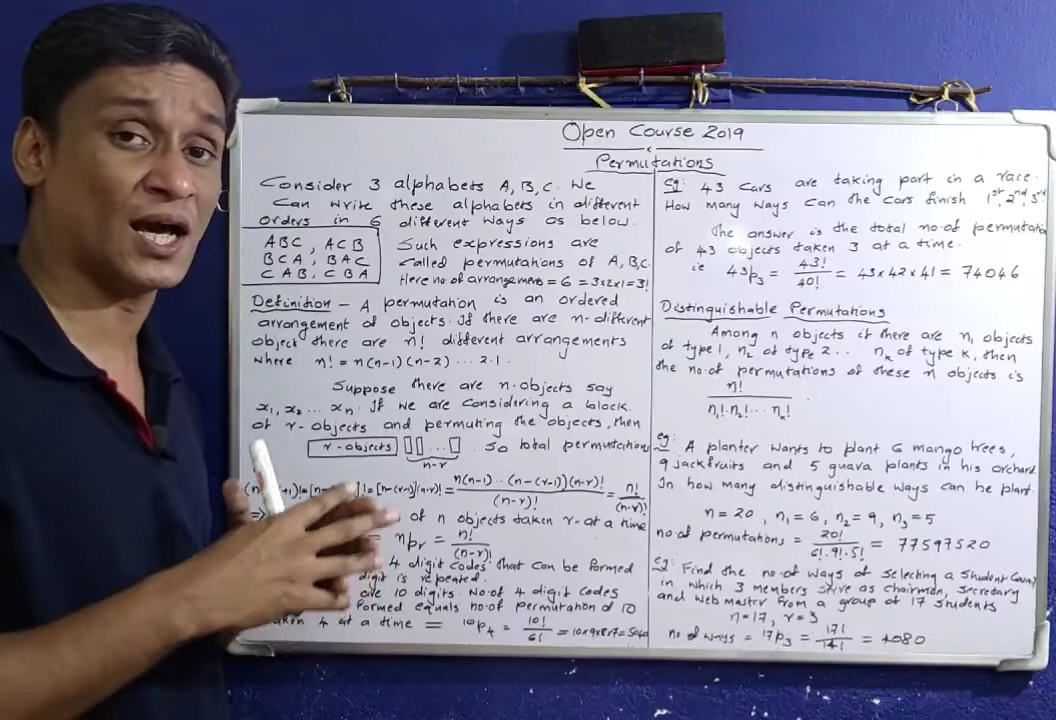 Open Course 2019
Permutations
Consider 3 alphabets A, B, C. We
Can write these alphabets in different
orders in 6 different ways as below.
ABC, ACB
BCA, BAC
CAB, CBA
Such expressions are
called permutations of A, B, C.
Here no of arrangement = 6 = 3x2x1 = 3!
Definition - A permutation is an ordered
arrangement of objects. If there are n-different
object there are n! different arrangements
where n! = n(n-1)(n-2) ... 2.1.
Suppose there are n-objects say
x₁, x₂ ... xₙ. If we are considering a block
of r-objects and permuting the objects, then
r-objects ... So total permutations
n-r
= [n-(r-1)](n-r)! = n(n-1) .. (n-(r-1))(n-r)! / (n-r)! = n!/(n-r)!
of n objects taken r-at a time
= nPr = n!/(n-r)!
4 digit codes that can be formed
digit is repeated.
are 10 digits. No. of 4 digit codes
formed equals no. of permutation of 10
taken 4 at a time = 10P4 = 10!/6! = 10x9x8x7 = 5040
eg: 43 cars are taking part in a race.
How many ways can the cars finish 1st, 2nd, 3rd
The answer is the total no. of permutation
of 43 objects taken 3 at a time.
ie 43P3 = 43!/40! = 43x42x41 = 74046
Distinguishable Permutations
Among n objects if there are n₁ objects
of type 1, n₂ of type 2 .. nₖ of type k, then
the no. of permutations of these n objects is
n!/n₁!.n₂!... nₖ!
eg: A planter wants to plant 6 mango trees,
9 Jackfruits and 5 guava plants in his orchard
In how many distinguishable ways can he plant.
n = 20, n₁ = 6, n₂ = 9, n₃ = 5
no. of permutations = 20!/6!.9!.5! = 77597520
eg: Find the no. of ways of selecting a Student
in which 3 members serve as chairman, secretary
and Web Master from a group of 17 students
n = 17, r = 3
no of ways = 17P3 = 17!/14! = 4080